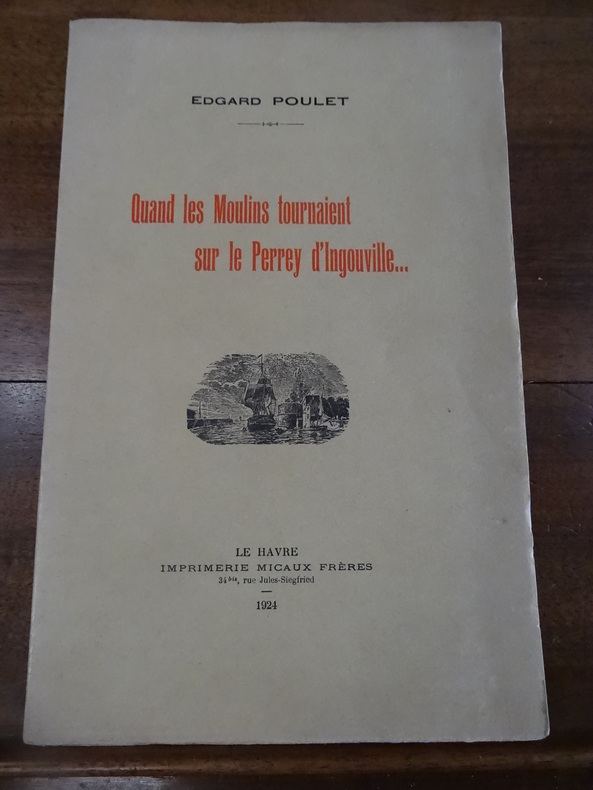 EDGARD POULET
Quand les Moulins tournaient
sur le Perrey d'Ingouville...
LE HAVRE
IMPRIMERIE MICAUX FRÈRES
34bis, rue Jules-Siegfried
1924